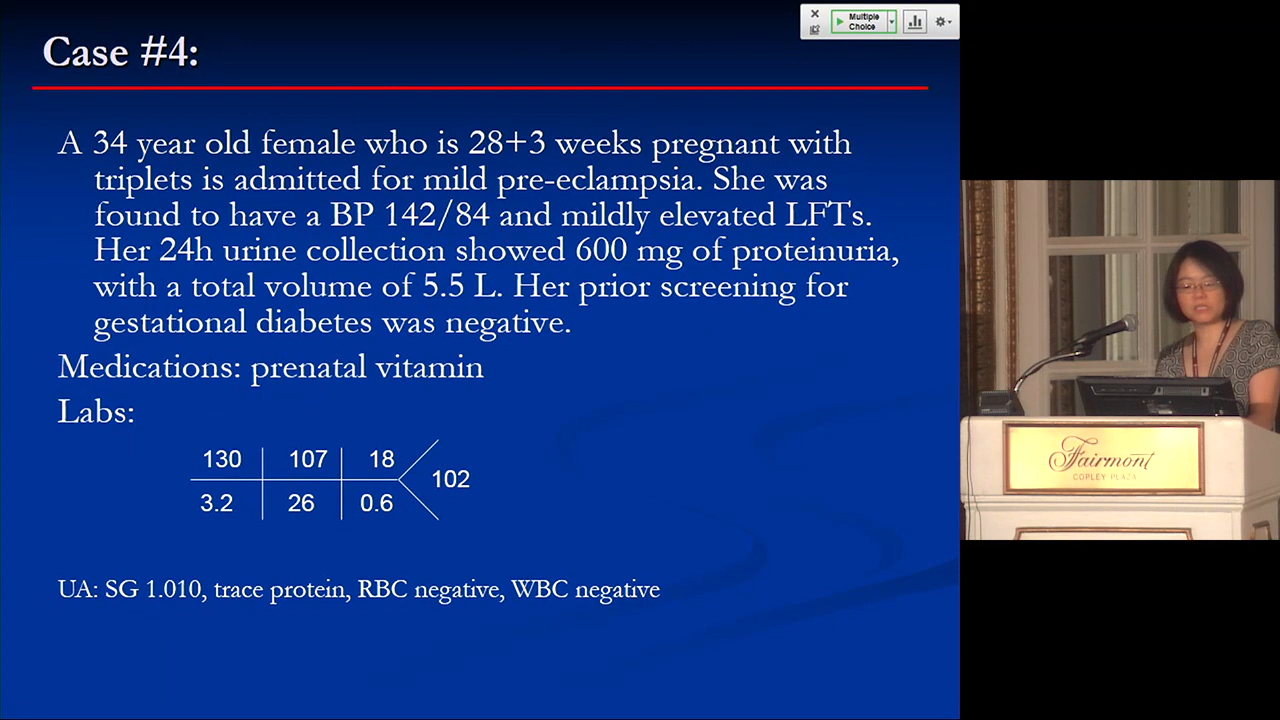 Multiple
Choice
Case #4:
A 34 year old female who is 28+3 weeks pregnant with
triplets is admitted for mild pre-eclampsia. She was
found to have a BP 142/84 and mildly elevated LFTs.
Her 24h urine collection showed 600 mg of proteinuria,
with a total volume of 5.5 L. Her prior screening for
gestational diabetes was negative.
Medications: prenatal vitamin
Labs:
130 107 18
102
3.2 26 0.6
UA: SG 1.010, trace protein, RBC negative, WBC negative
Fairmont
COPLEY PLAZA